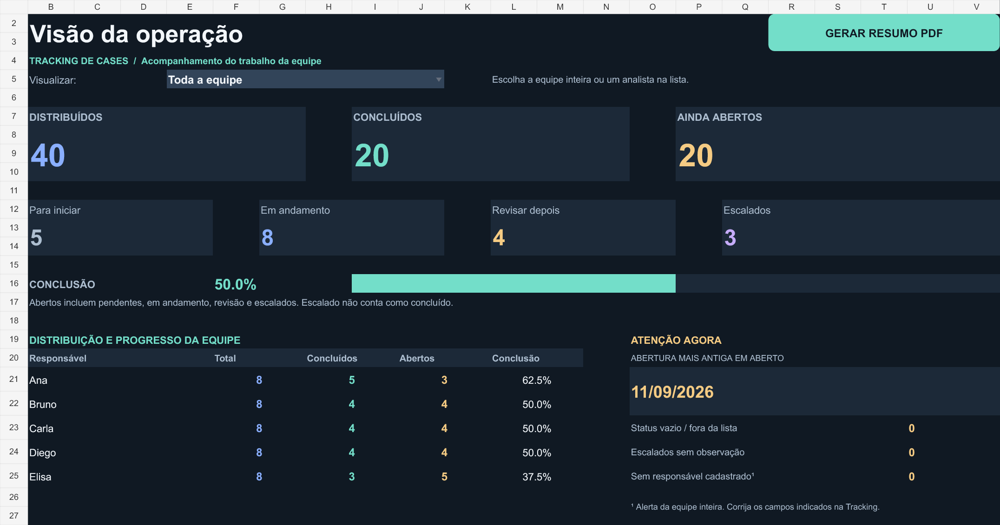 B C D E F G H I J K L M N O P Q R S T U V
2
Visão da operação
GERAR RESUMO PDF
3
4 TRACKING DE CASES / Acompanhamento do trabalho da equipe
5 Visualizar: Toda a equipe Escolha a equipe inteira ou um analista na lista.
6
7 DISTRIBUÍDOS CONCLUÍDOS AINDA ABERTOS
8
9 40 20 20
10
11
12 Para iniciar Em andamento Revisar depois Escalados
13
5 8 4 3
14
15
16 CONCLUSÃO 50.0%
17 Abertos incluem pendentes, em andamento, revisão e escalados. Escalado não conta como concluído.
18
19 DISTRIBUIÇÃO E PROGRESSO DA EQUIPE ATENÇÃO AGORA
20 Responsável Total Concluídos Abertos Conclusão ABERTURA MAIS ANTIGA EM ABERTO
21 Ana 8 5 3 62.5%
11/09/2026
22 Bruno 8 4 4 50.0%
23 Carla 8 4 4 50.0% Status vazio / fora da lista 0
24 Diego 8 4 4 50.0% Escalados sem observação 0
25 Elisa 8 3 5 37.5% Sem responsável cadastrado¹ 0
26
¹ Alerta da equipe inteira. Corrija os campos indicados na Tracking.
27